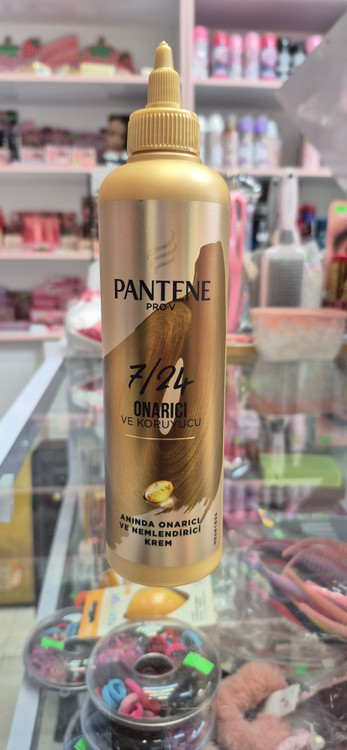 PANTENE
PRO-V
7/24
ONARICI
VE KORUYUCU
ANINDA ONARICI
VE NEMLENDİRİCİ
KREM